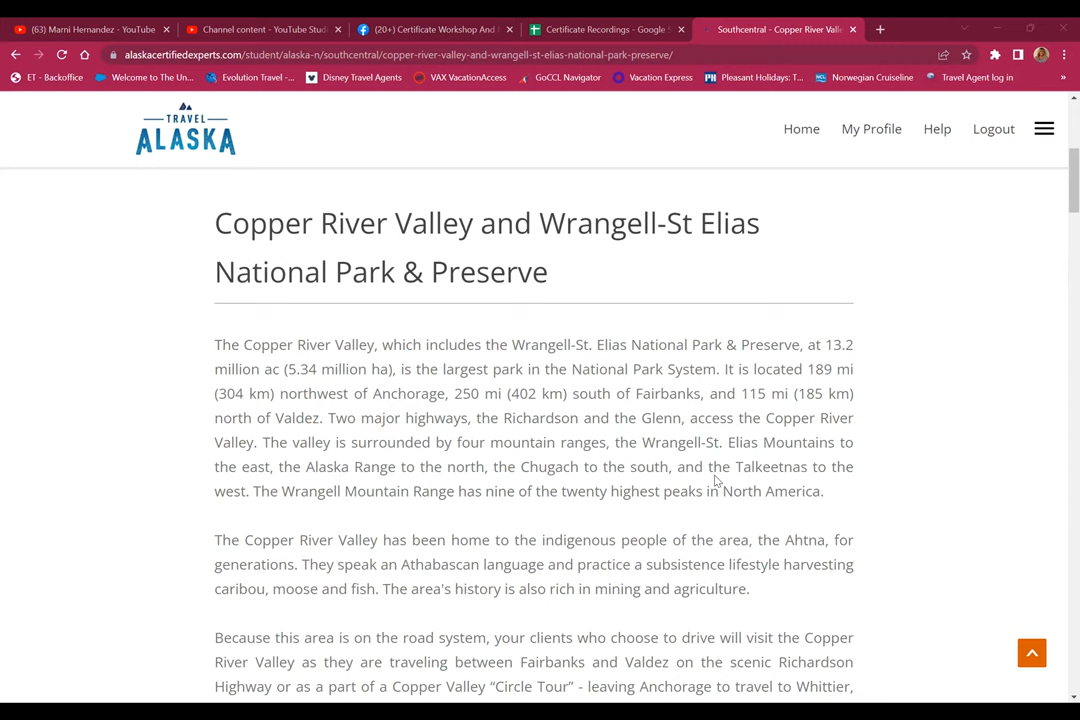 (63) Marni Hernandez - YouTube
Channel content - YouTube Stud
(20+) Certificate Workshop And
Certificate Recordings - Google S
Southcentral - Copper River Vall
alaskacertifiedexperts.com/student/alaska-n/southcentral/copper-river-valley-and-wrangell-st-elias-national-park-preserve/
ET - Backoffice
Welcome to The Un...
Evolution Travel -...
Disney Travel Agents
VAX VacationAccess
GoCCL Navigator
Vacation Express
Pleasant Holidays: T...
Norwegian Cruiseline
Travel Agent log in
TRAVEL
ALASKA
Home
My Profile
Help
Logout
Copper River Valley and Wrangell-St Elias
National Park & Preserve
The Copper River Valley, which includes the Wrangell-St. Elias National Park & Preserve, at 13.2
million ac (5.34 million ha), is the largest park in the National Park System. It is located 189 mi
(304 km) northwest of Anchorage, 250 mi (402 km) south of Fairbanks, and 115 mi (185 km)
north of Valdez. Two major highways, the Richardson and the Glenn, access the Copper River
Valley. The valley is surrounded by four mountain ranges, the Wrangell-St. Elias Mountains to
the east, the Alaska Range to the north, the Chugach to the south, and the Talkeetnas to the
west. The Wrangell Mountain Range has nine of the twenty highest peaks in North America.
The Copper River Valley has been home to the indigenous people of the area, the Ahtna, for
generations. They speak an Athabascan language and practice a subsistence lifestyle harvesting
caribou, moose and fish. The area's history is also rich in mining and agriculture.
Because this area is on the road system, your clients who choose to drive will visit the Copper
River Valley as they are traveling between Fairbanks and Valdez on the scenic Richardson
Highway or as a part of a Copper Valley “Circle Tour” - leaving Anchorage to travel to Whittier,